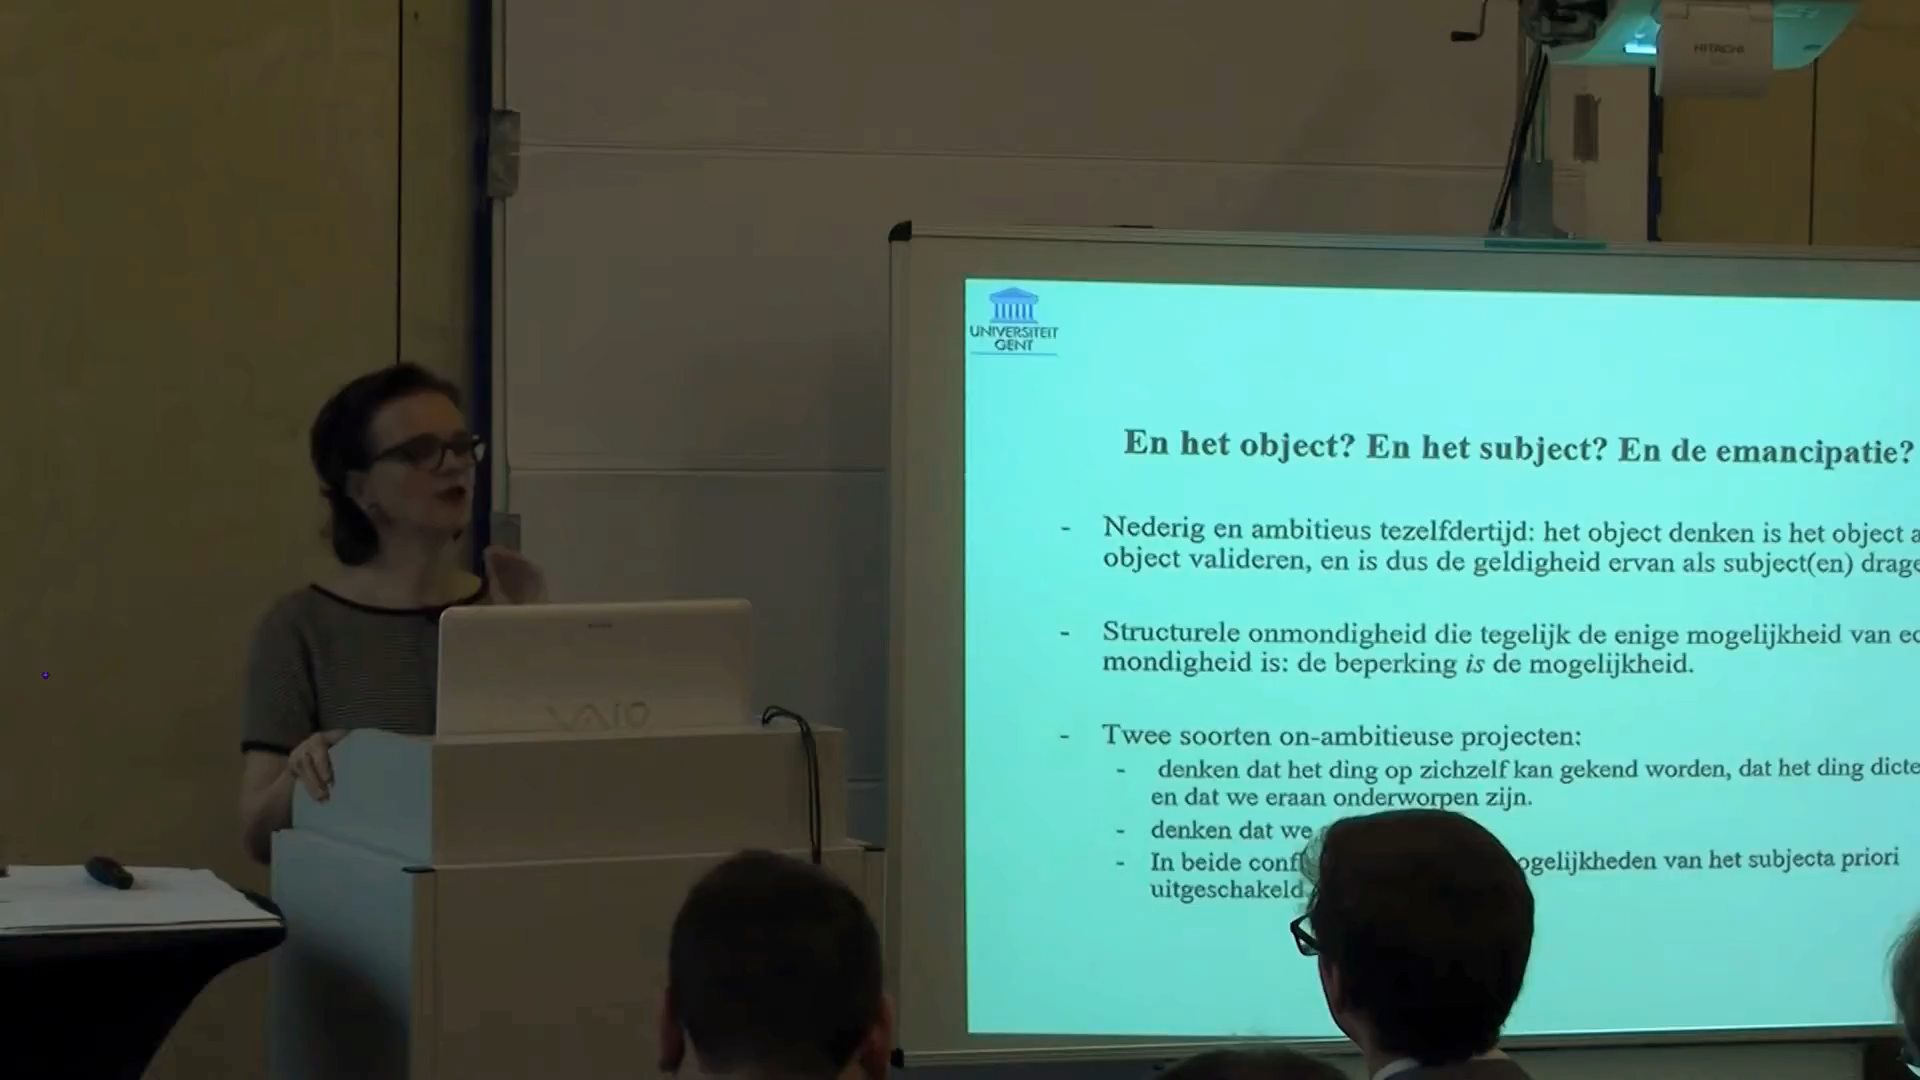 HITACHI
UNIVERSITEIT
GENT
En het object? En het subject? En de emancipatie?
- Nederig en ambitieus tezelfdertijd: het object denken is het object a
object valideren, en is dus de geldigheid ervan als subject(en) drage
- Structurele onmondigheid die tegelijk de enige mogelijkheid van ec
mondigheid is: de beperking is de mogelijkheid.
- Twee soorten on-ambitieuse projecten:
- denken dat het ding op zichzelf kan gekend worden, dat het ding dicte
en dat we eraan onderworpen zijn.
- denken dat we
- In beide conf ogelijkheden van het subjecta priori
uitgeschakeld
VAIO